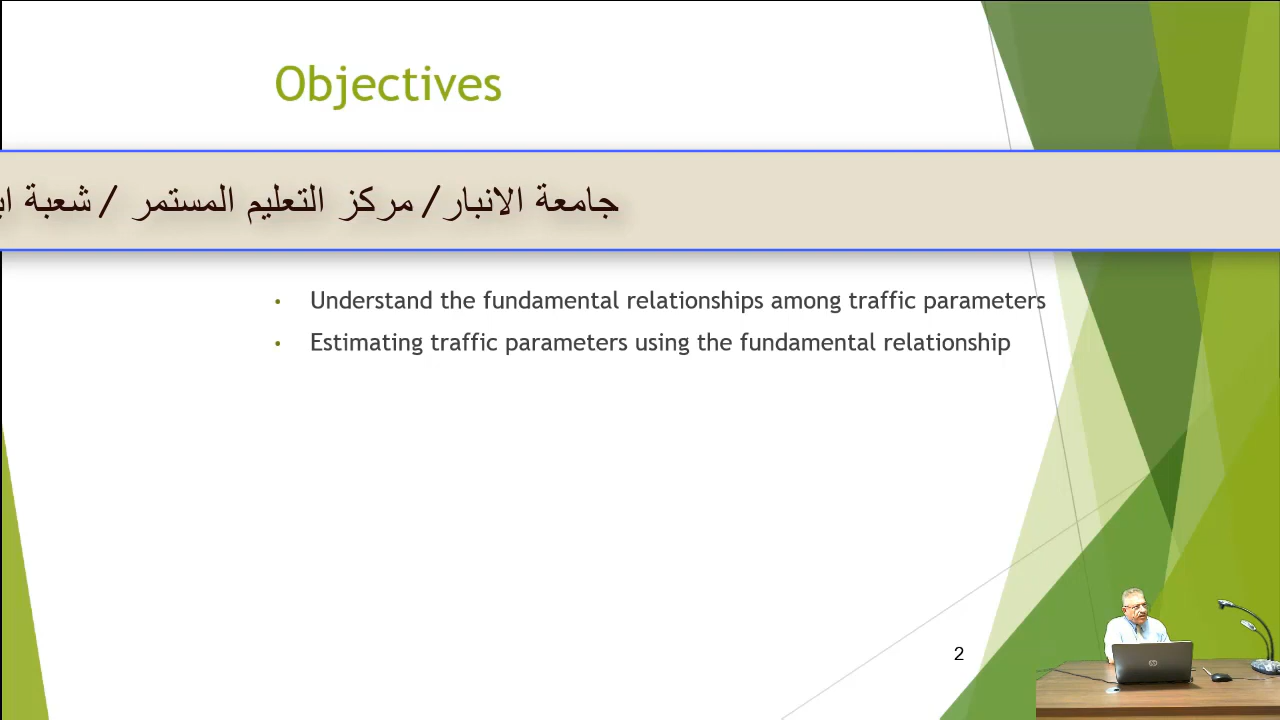 Objectives
جامعة الانبار/ مركز التعليم المستمر / شعبة
• Understand the fundamental relationships among traffic parameters
• Estimating traffic parameters using the fundamental relationship
2